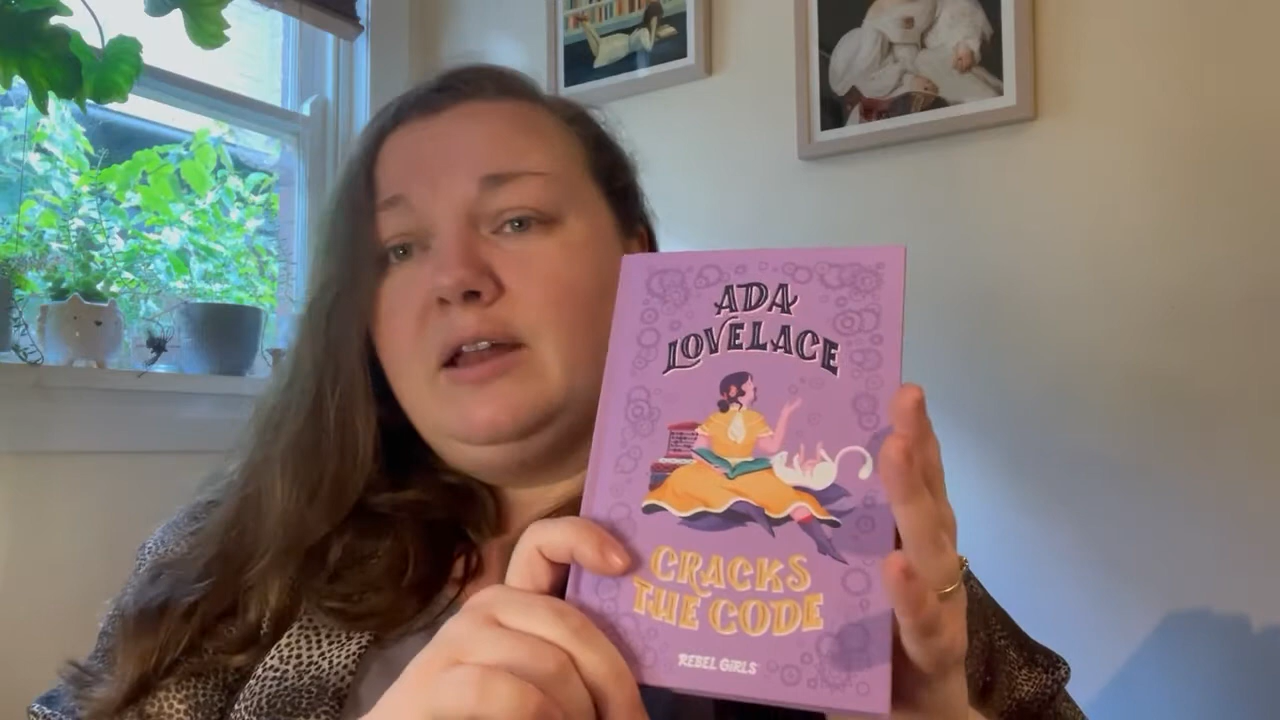 ADA
LOVELACE
CRACKS
THE CODE
REBEL GIRLS